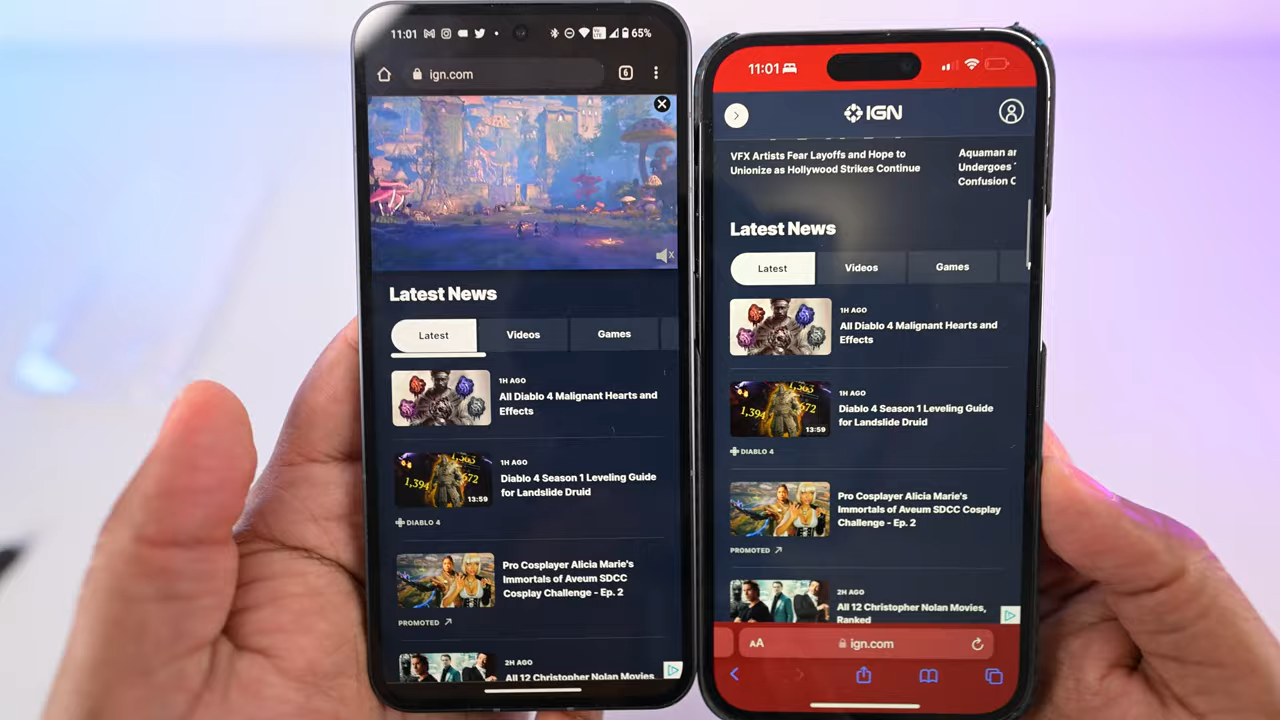 11:01
65%
ign.com
6
Latest News
Latest
Videos
Games
1H AGO
All Diablo 4 Malignant Hearts and
Effects
1,394
672
13:59
1H AGO
Diablo 4 Season 1 Leveling Guide
for Landslide Druid
DIABLO 4
Pro Cosplayer Alicia Marie's
Immortals of Aveum SDCC
Cosplay Challenge - Ep. 2
PROMOTED
2H AGO
All 12 Christopher Nolan Movies,
11:01
IGN
VFX Artists Fear Layoffs and Hope to
Unionize as Hollywood Strikes Continue
Aquaman ar
Undergoes
Confusion
Latest News
Latest
Videos
Games
1H AGO
All Diablo 4 Malignant Hearts and
Effects
1,394
672
13:59
1H AGO
Diablo 4 Season 1 Leveling Guide
for Landslide Druid
DIABLO 4
Pro Cosplayer Alicia Marie's
Immortals of Aveum SDCC Cosplay
Challenge - Ep. 2
PROMOTED
2H AGO
All 12 Christopher Nolan Movies,
Ranked
AA
ign.com